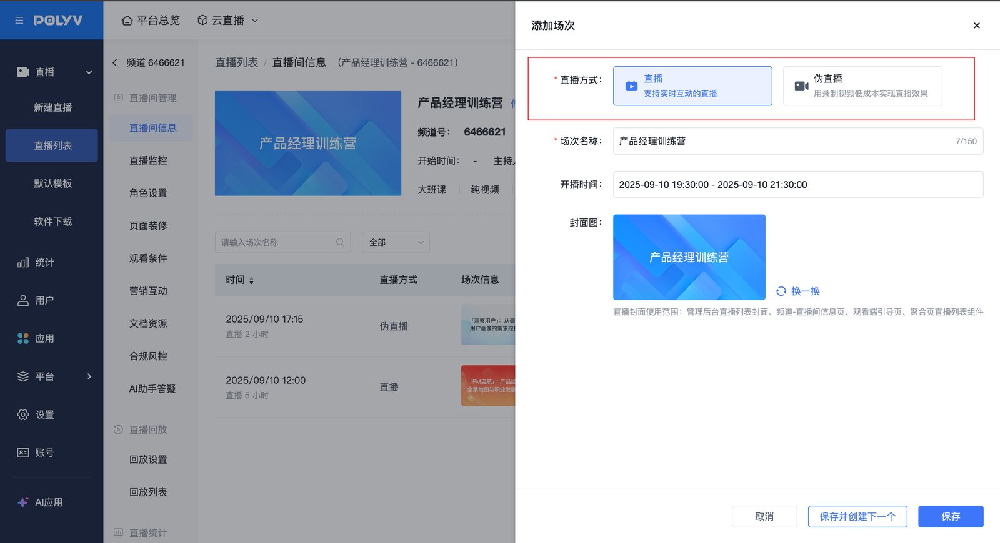 POLYV
平台总览
云直播
直播
新建直播
直播列表
默认模板
软件下载
统计
用户
应用
平台
设置
账号
AI应用
频道 6466621
直播间管理
直播间信息
直播监控
角色设置
页面装修
观看条件
营销互动
文档资源
合规风控
AI助手答疑
直播回放
回放设置
回放列表
直播统计
直播列表 / 直播间信息 (产品经理训练营 - 6466621)
产品经理训练营
产品经理训练营
频道号： 6466621
开始时间： - 主持
大班课 纯视频
请输入场次名称
全部
时间 直播方式 场次信息
2025/09/10 17:15
直播 2 小时
伪直播
「洞察用户」：从调
用户画像的需求挖
2025/09/10 12:00
直播 5 小时
直播
「PM启航」：产品经
全景地图与职业发展
添加场次
* 直播方式：
直播
支持实时互动的直播
伪直播
用录制视频低成本实现直播效果
* 场次名称：
产品经理训练营
7/150
开播时间：
2025-09-10 19:30:00 - 2025-09-10 21:30:00
封面图：
产品经理训练营
换一换
直播封面使用范围：管理后台直播列表封面、频道-直播间信息页、观看端引导页、聚合页直播列表组件
取消
保存并创建下一个
保存